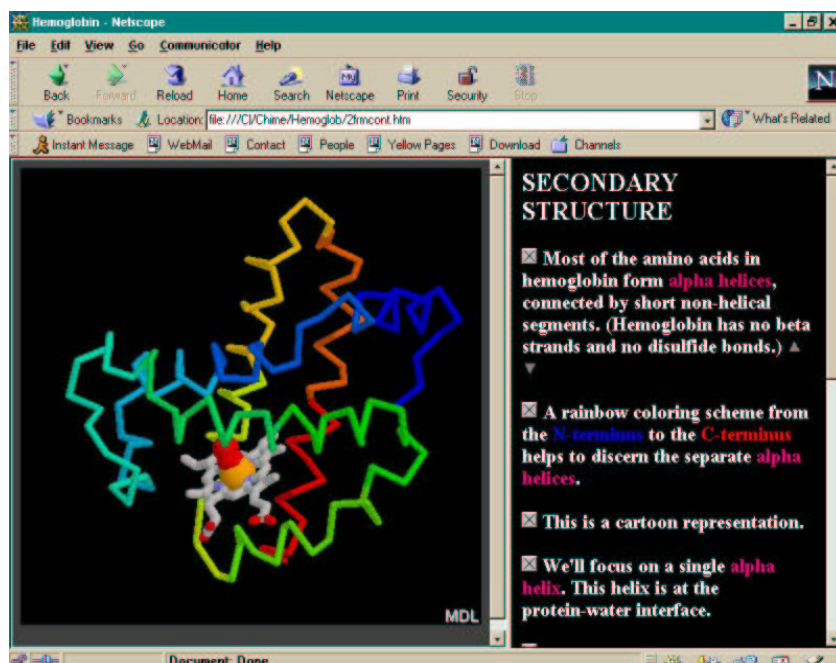 Hemoglobin - Netscape
File Edit View Go Communicator Help
My
N
Back Forward Reload Home Search Netscape Print Security Stop
Bookmarks Location: file:///C|/Chime/Hemoglob/2frmcont.htm What's Related
Instant Message WebMail Contact People Yellow Pages Download Channels
SECONDARY
STRUCTURE
Most of the amino acids in
hemoglobin form alpha helices,
connected by short non-helical
segments. (Hemoglobin has no beta
strands and no disulfide bonds.)
A rainbow coloring scheme from
the N-terminus to the C-terminus
helps to discern the separate alpha
helices.
This is a cartoon representation.
We'll focus on a single alpha
helix. This helix is at the
protein-water interface.
MDL
Document: Done